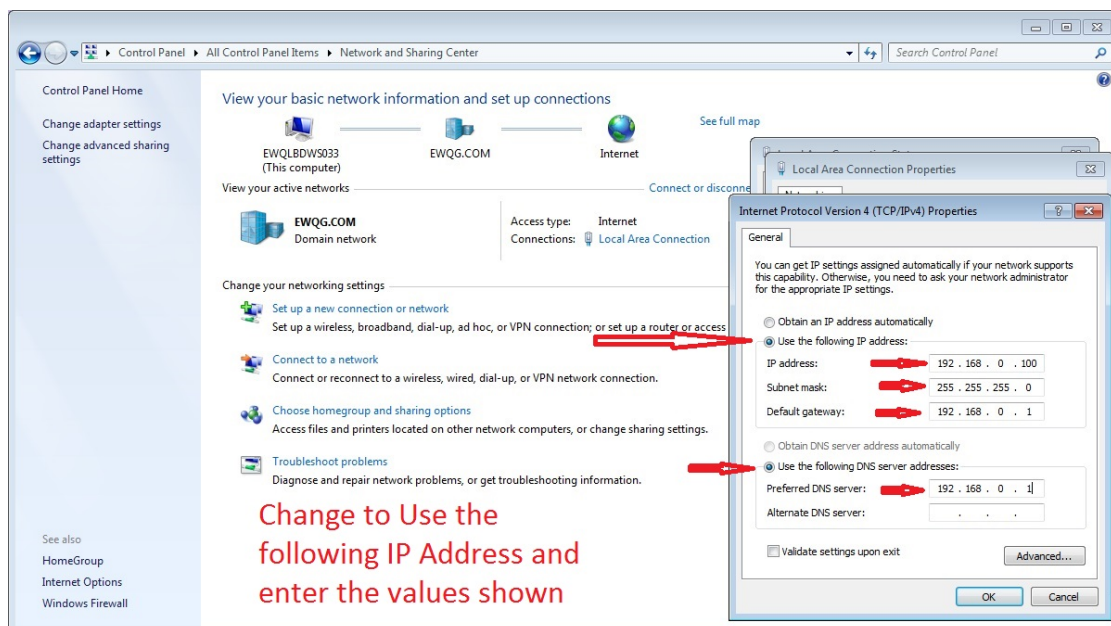 Control Panel
All Control Panel Items
Network and Sharing Center
Search Control Panel
Control Panel Home
Change adapter settings
Change advanced sharing
settings
See also
HomeGroup
Internet Options
Windows Firewall
View your basic network information and set up connections
See full map
EWQLBDWS033
(This computer)
EWQG.COM
Internet
View your active networks
Connect or disconne
EWQG.COM
Domain network
Access type: Internet
Connections: Local Area Connection
Change your networking settings
Set up a new connection or network
Set up a wireless, broadband, dial-up, ad hoc, or VPN connection; or set up a router or access
Connect to a network
Connect or reconnect to a wireless, wired, dial-up, or VPN network connection.
Choose homegroup and sharing options
Access files and printers located on other network computers, or change sharing settings.
Troubleshoot problems
Diagnose and repair network problems, or get troubleshooting information.
Change to Use the
following IP Address and
enter the values shown
Local Area Connection Properties
Internet Protocol Version 4 (TCP/IPv4) Properties
General
You can get IP settings assigned automatically if your network supports
this capability. Otherwise, you need to ask your network administrator
for the appropriate IP settings.
Obtain an IP address automatically
Use the following IP address:
IP address: 192 . 168 . 0 . 100
Subnet mask: 255 . 255 . 255 . 0
Default gateway: 192 . 168 . 0 . 1
Obtain DNS server address automatically
Use the following DNS server addresses:
Preferred DNS server: 192 . 168 . 0 . 1
Alternate DNS server: . . .
Validate settings upon exit
Advanced...
OK
Cancel